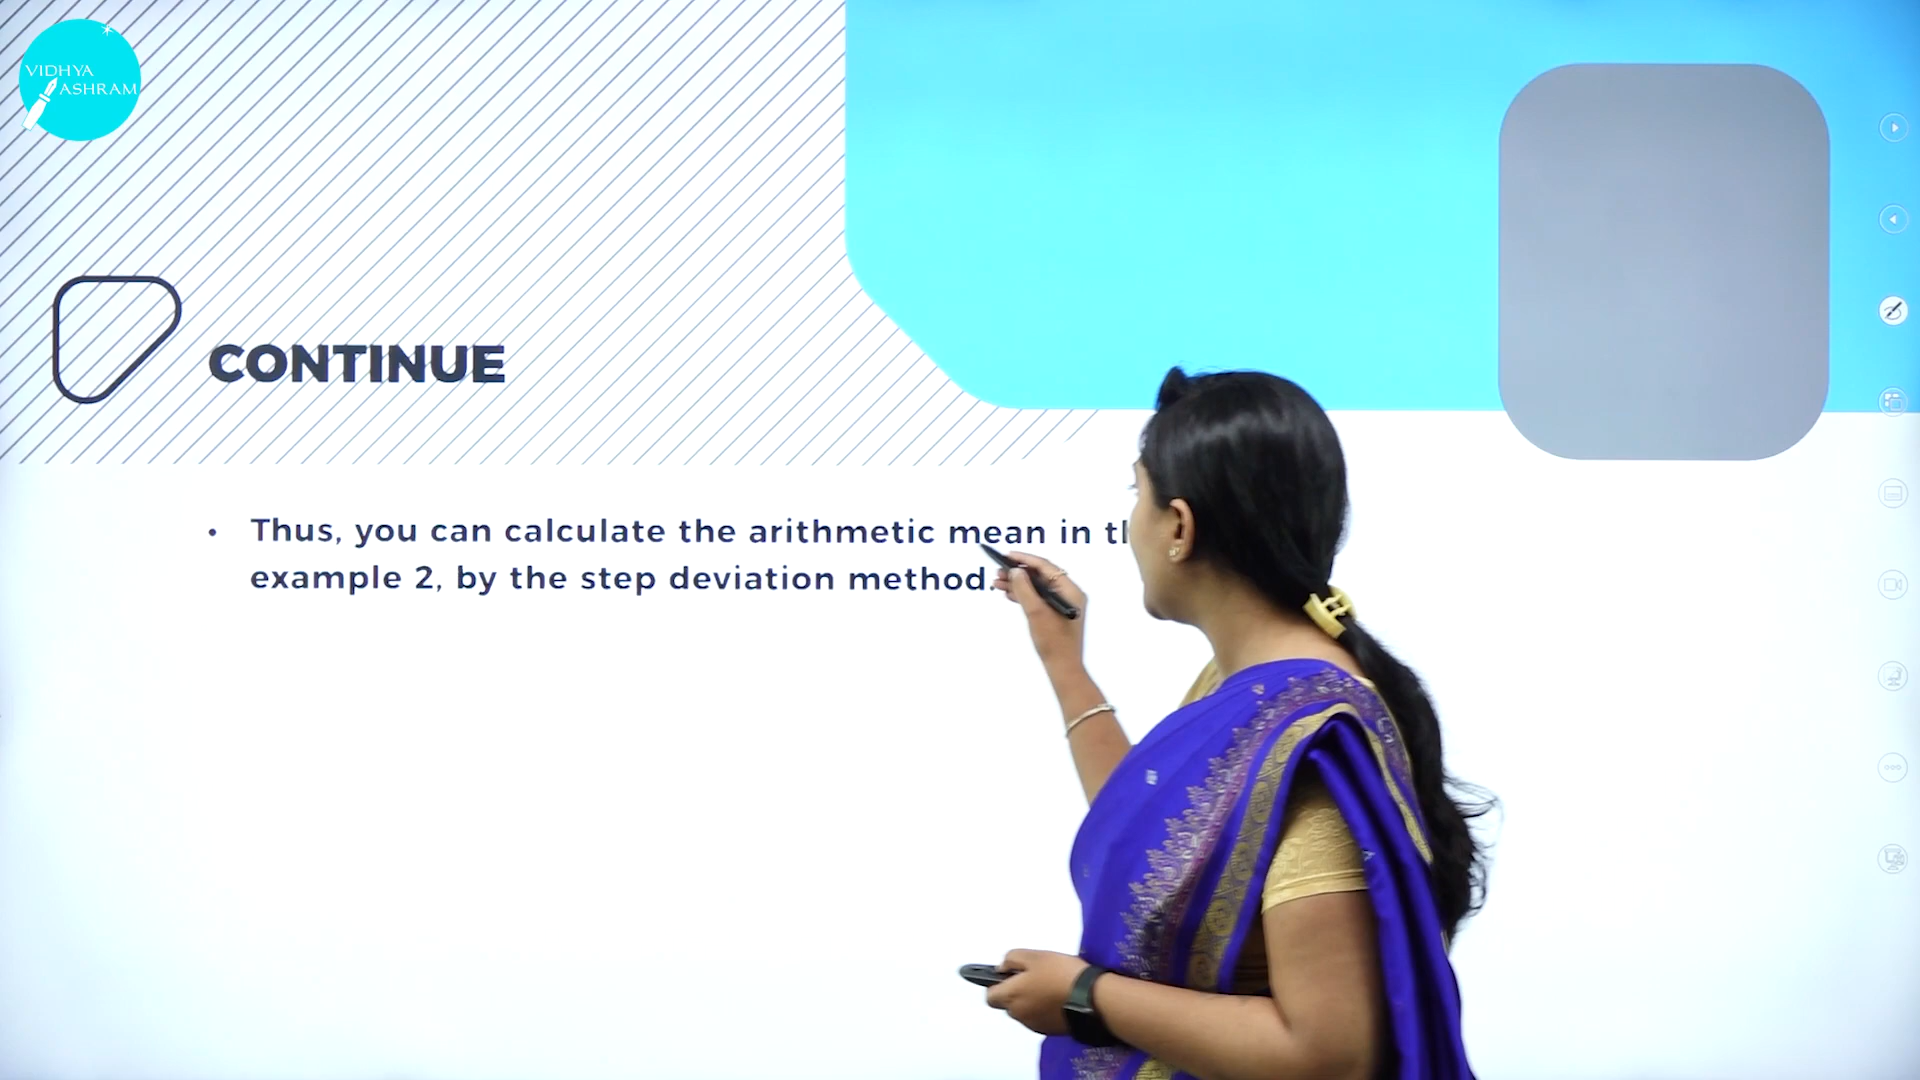 VIDHYA
ASHRAM
CONTINUE
• Thus, you can calculate the arithmetic mean in
example 2, by the step deviation method.